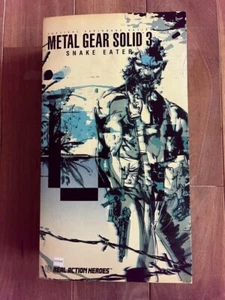 METAL GEAR SOLID 3
SNAKE EATER
REAL ACTION HEROES